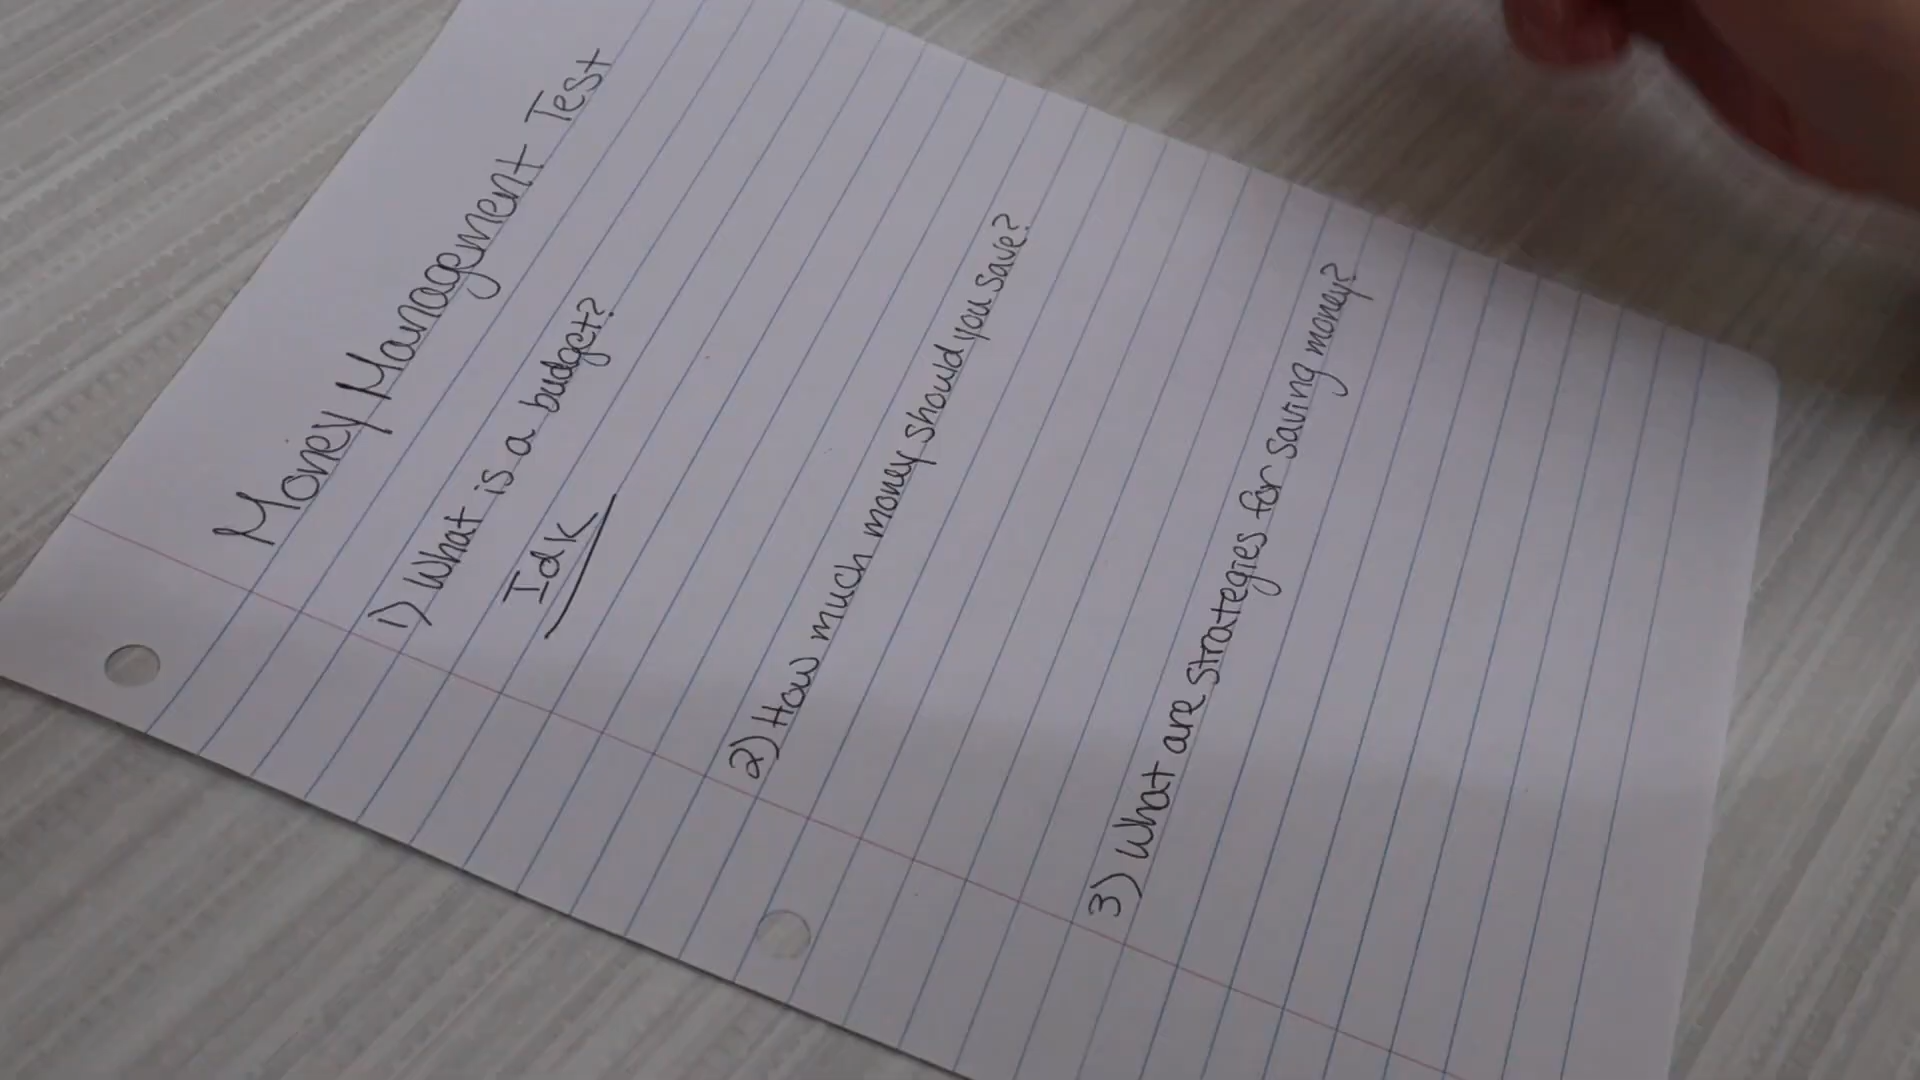 Money Management Test
1) What is a budget?
Idk
2) How much money should you save?
3) What are strategies for saving money?